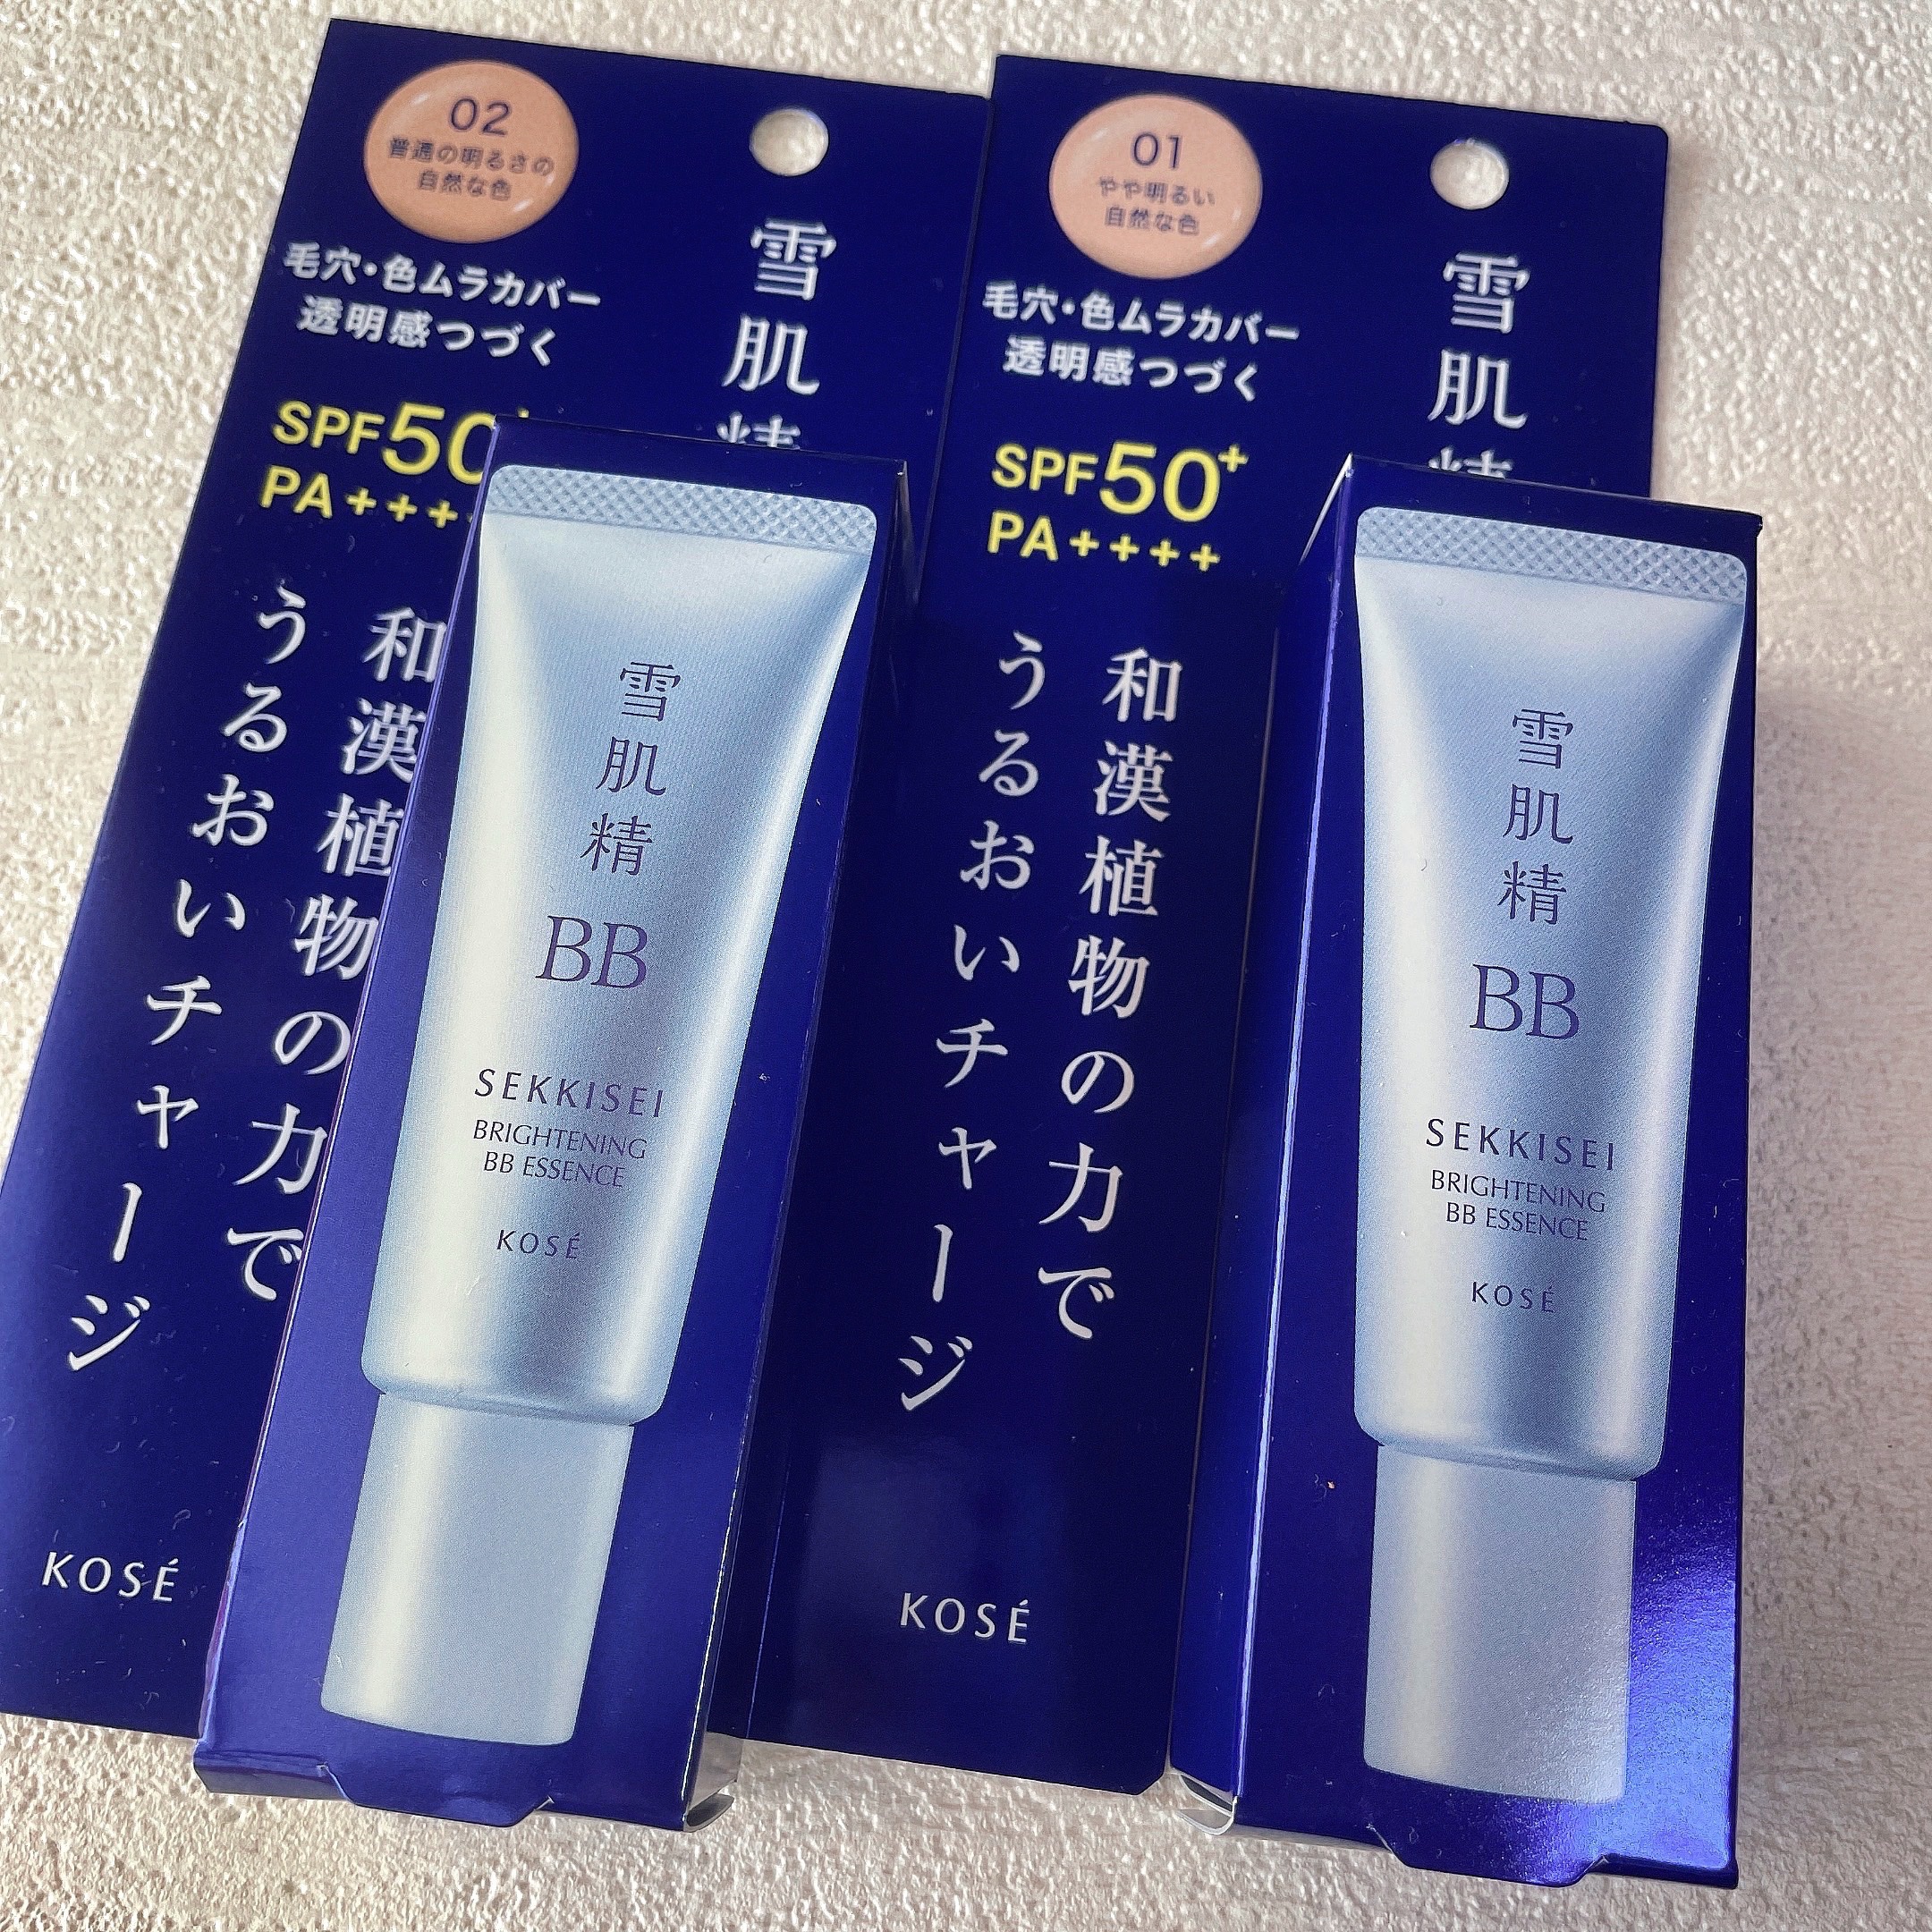 02
普通の明るさの
自然な色
毛穴・色ムラカバー
透明感つづく
SPF50
PA+++
雪肌精
和漢植物の力で
うるおいチャージ
KOSÉ
雪肌精
BB
SEKKISEI
BRIGHTENING
BB ESSENCE
KOSÉ
01
やや明るい
自然な色
毛穴・色ムラカバー
透明感つづく
SPF50+
PA++++
雪肌精
和漢植物の力で
うるおいチャージ
KOSÉ
雪肌精
BB
SEKKISEI
BRIGHTENING
BB ESSENCE
KOSÉ